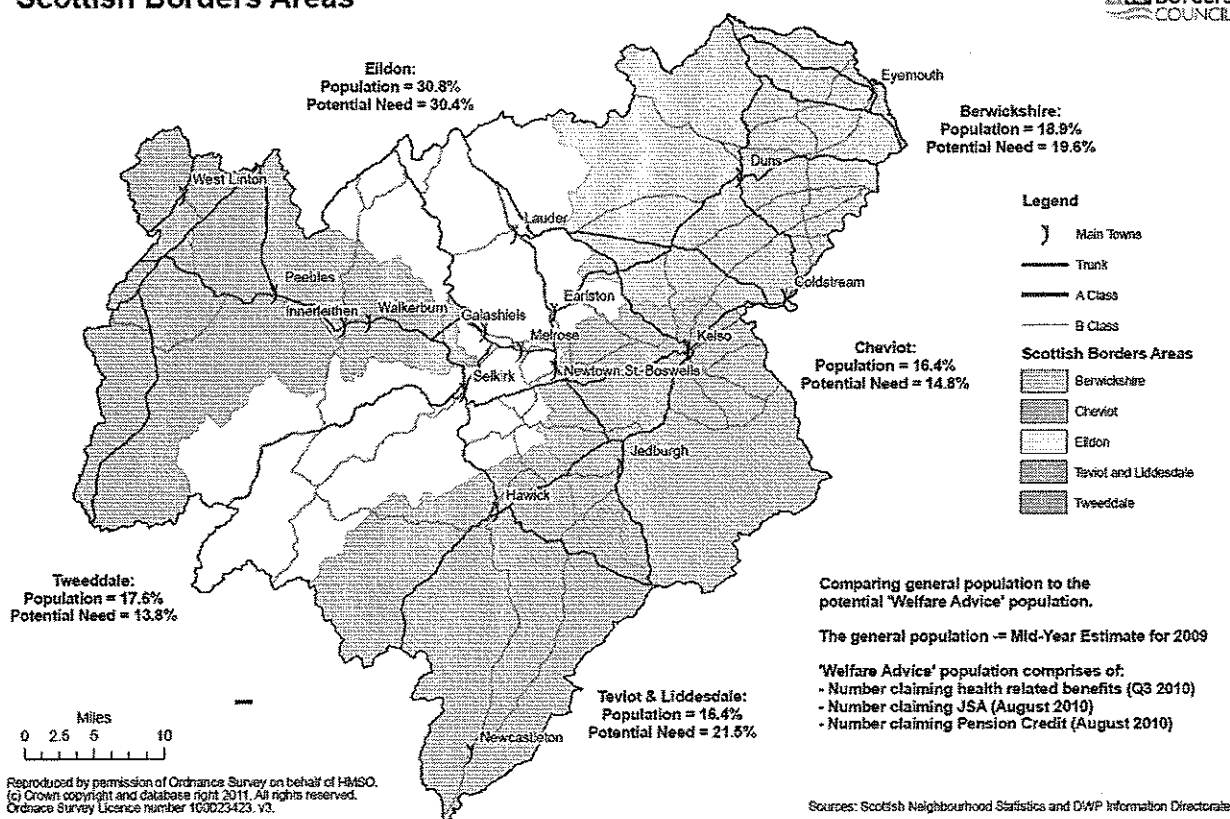 Scottish Borders Areas
COUNCIL
Eildon:
Population = 30.8%
Potential Need = 30.4%
Eyemouth
Berwickshire:
Population = 18.9%
Potential Need = 19.6%
Duns
West Linton
Legend
Lauder
Main Towns
Trunk
Peebles
Coldstream
Earlston
A Class
Innerleithen
Walkerburn
Galashiels
B Class
Melrose
Kelso
Cheviot:
Population = 16.4%
Potential Need = 14.8%
Scottish Borders Areas
Newtown St. Boswells
Selkirk
Berwickshire
Cheviot
Eildon
Jedburgh
Teviot and Liddesdale
Hawick
Tweeddale
Tweeddale:
Population = 17.6%
Potential Need = 13.8%
Comparing general population to the
potential 'Welfare Advice' population.
The general population -= Mid-Year Estimate for 2009
'Welfare Advice' population comprises of:
- Number claiming health related benefits (Q3 2010)
- Number claiming JSA (August 2010)
- Number claiming Pension Credit (August 2010)
Teviot & Liddesdale:
Population = 16.4%
Potential Need = 21.5%
Newcastleton
Miles
0 2.5 5 10
Reproduced by permission of Ordnance Survey on behalf of HMSO.
(c) Crown copyright and database right 2011. All rights reserved.
Ordnace Survey Licence number 100023423, v3.
Sources: Scottish Neighbourhood Statistics and DWP Information Directorate